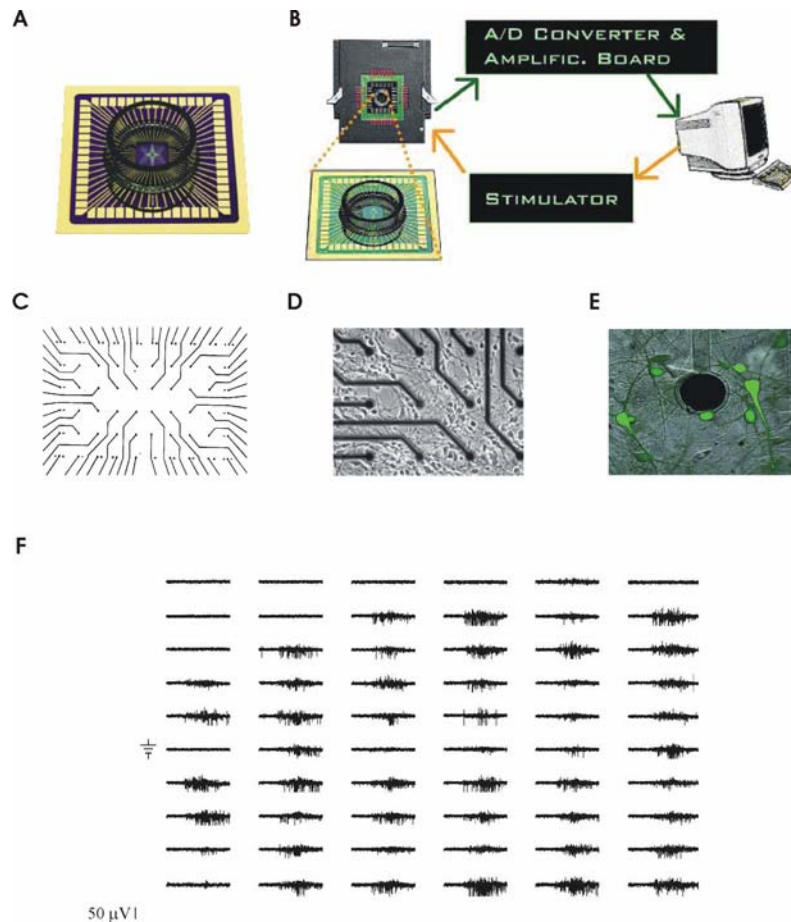 A
B
A/D CONVERTER &
AMPLIFIC. BOARD
STIMULATOR
C
D
E
F
50 µV